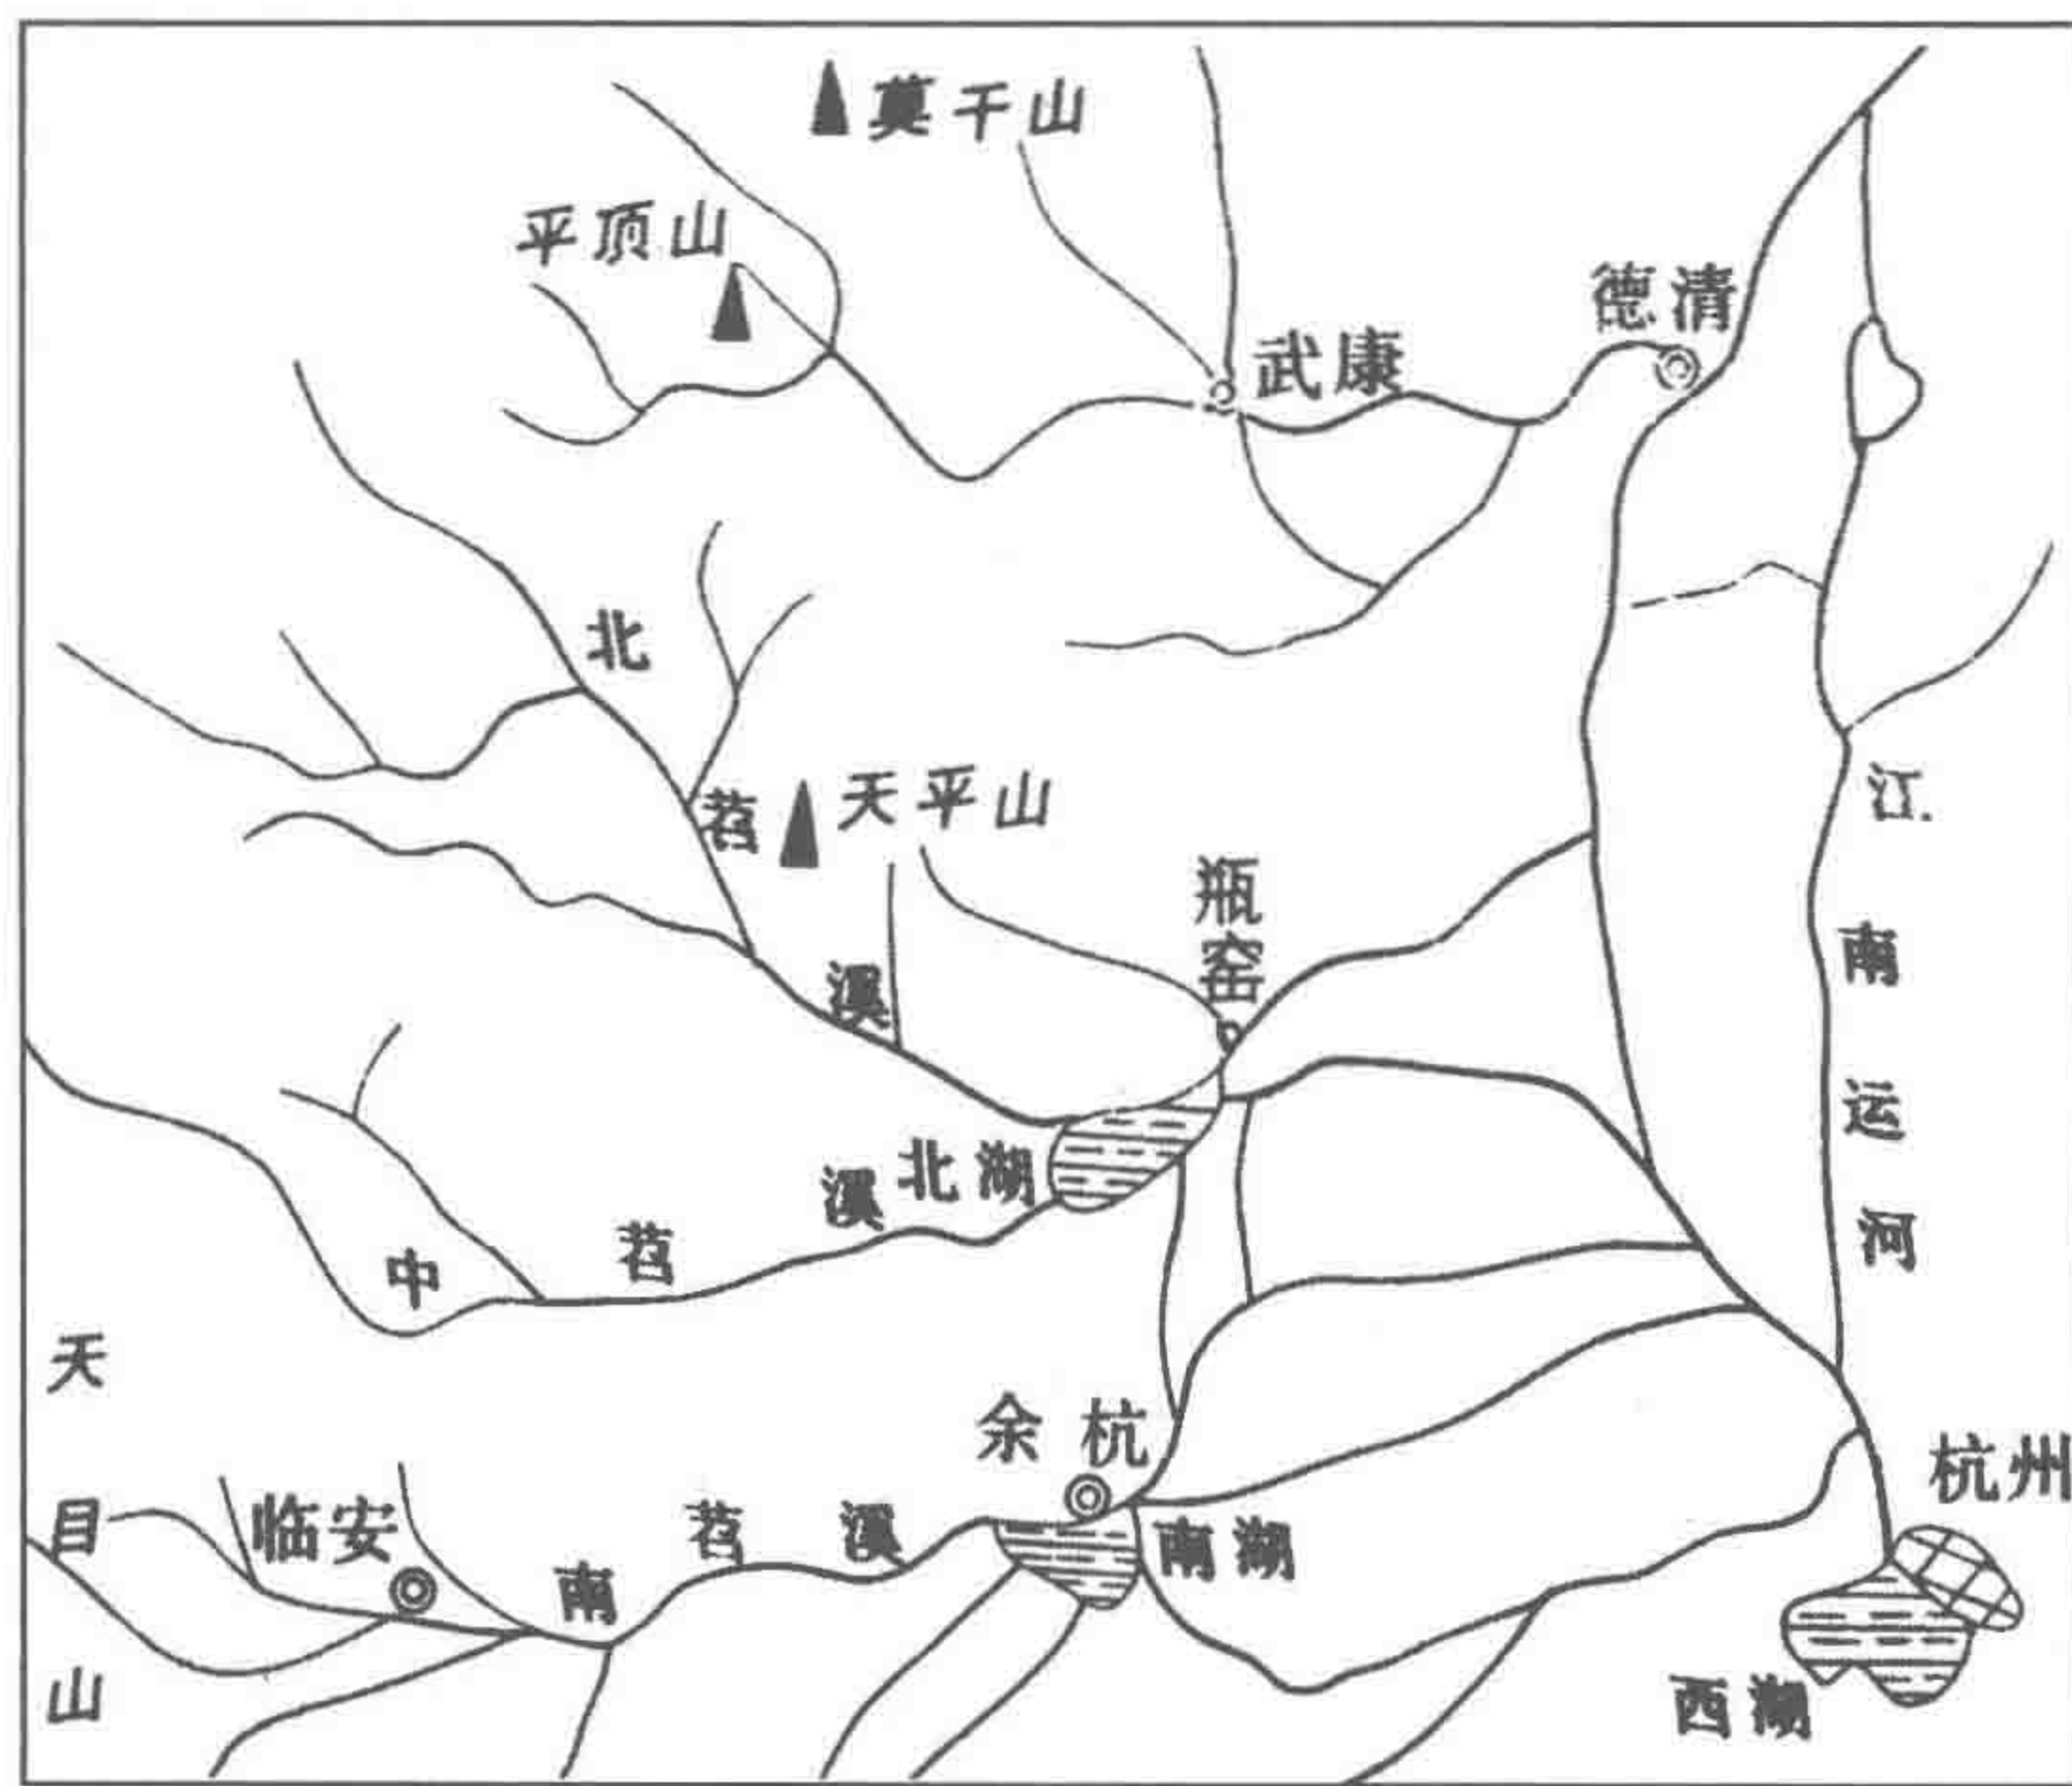 莫干山
平顶山
德清
武康
北苕溪
天平山
瓶窑
江南运河
北湖
中苕溪
天目山
余杭
杭州
临安
南苕溪
南湖
西湖